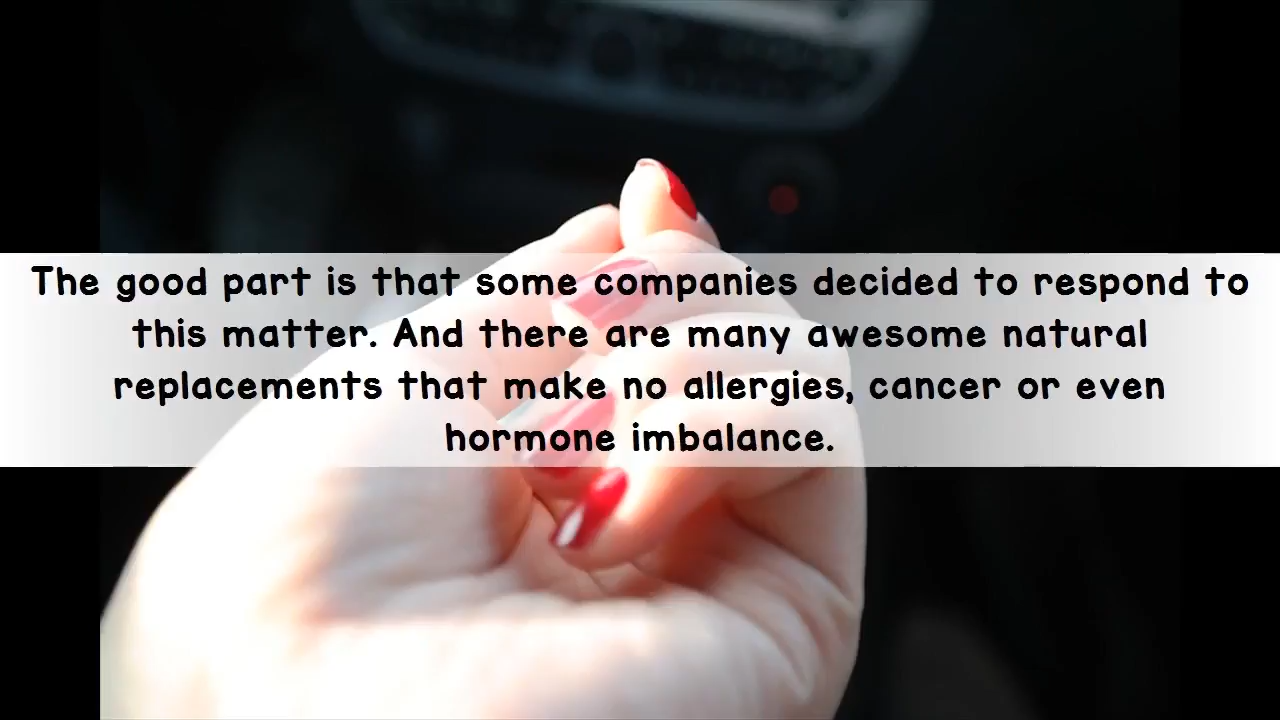 The good part is that some companies decided to respond to
this matter. And there are many awesome natural
replacements that make no allergies, cancer or even
hormone imbalance.